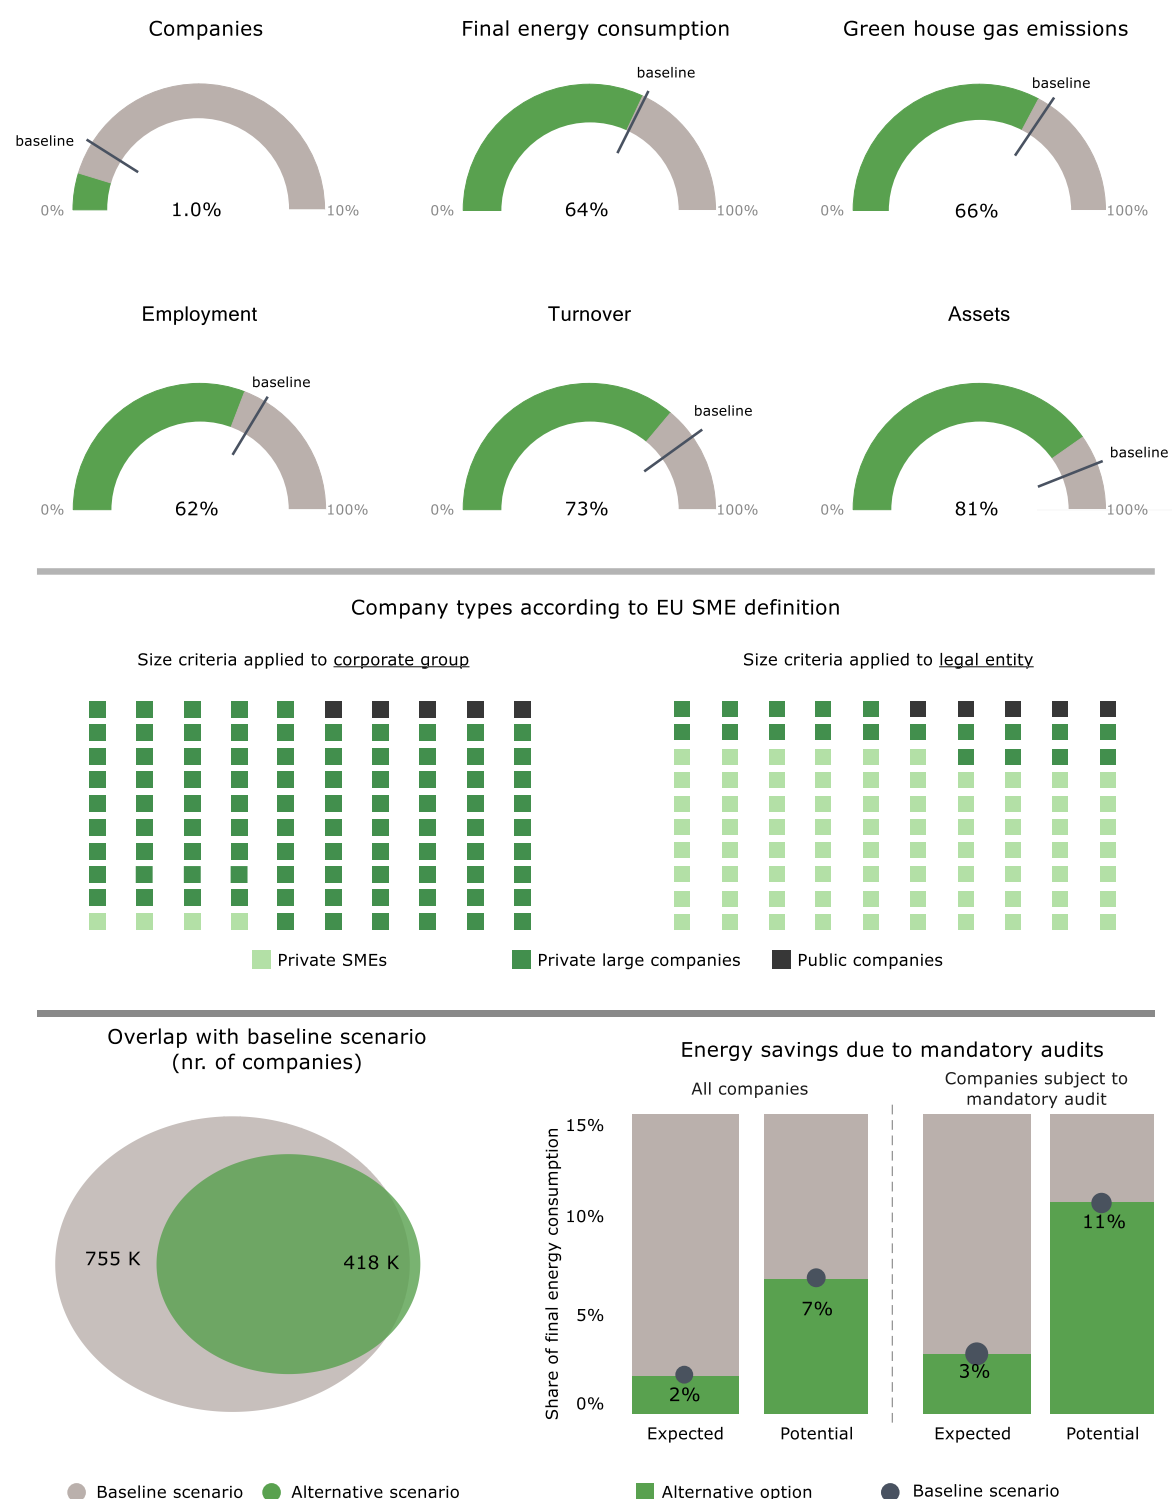 Companies
Final energy consumption
Green house gas emissions
baseline
baseline
baseline
0%
1.0%
10%
0%
64%
100%
0%
66%
100%
Employment
Turnover
Assets
baseline
baseline
baseline
0%
62%
100%
0%
73%
100%
0%
81%
100%
Company types according to EU SME definition
Size criteria applied to corporate group
Size criteria applied to legal entity
Private SMEs
Private large companies
Public companies
Overlap with baseline scenario
(nr. of companies)
755 K
418 K
Baseline scenario
Alternative scenario
Energy savings due to mandatory audits
All companies
Companies subject to
mandatory audit
Share of final energy consumption
15%
10%
5%
0%
2%
7%
3%
11%
Expected
Potential
Expected
Potential
Alternative option
Baseline scenario